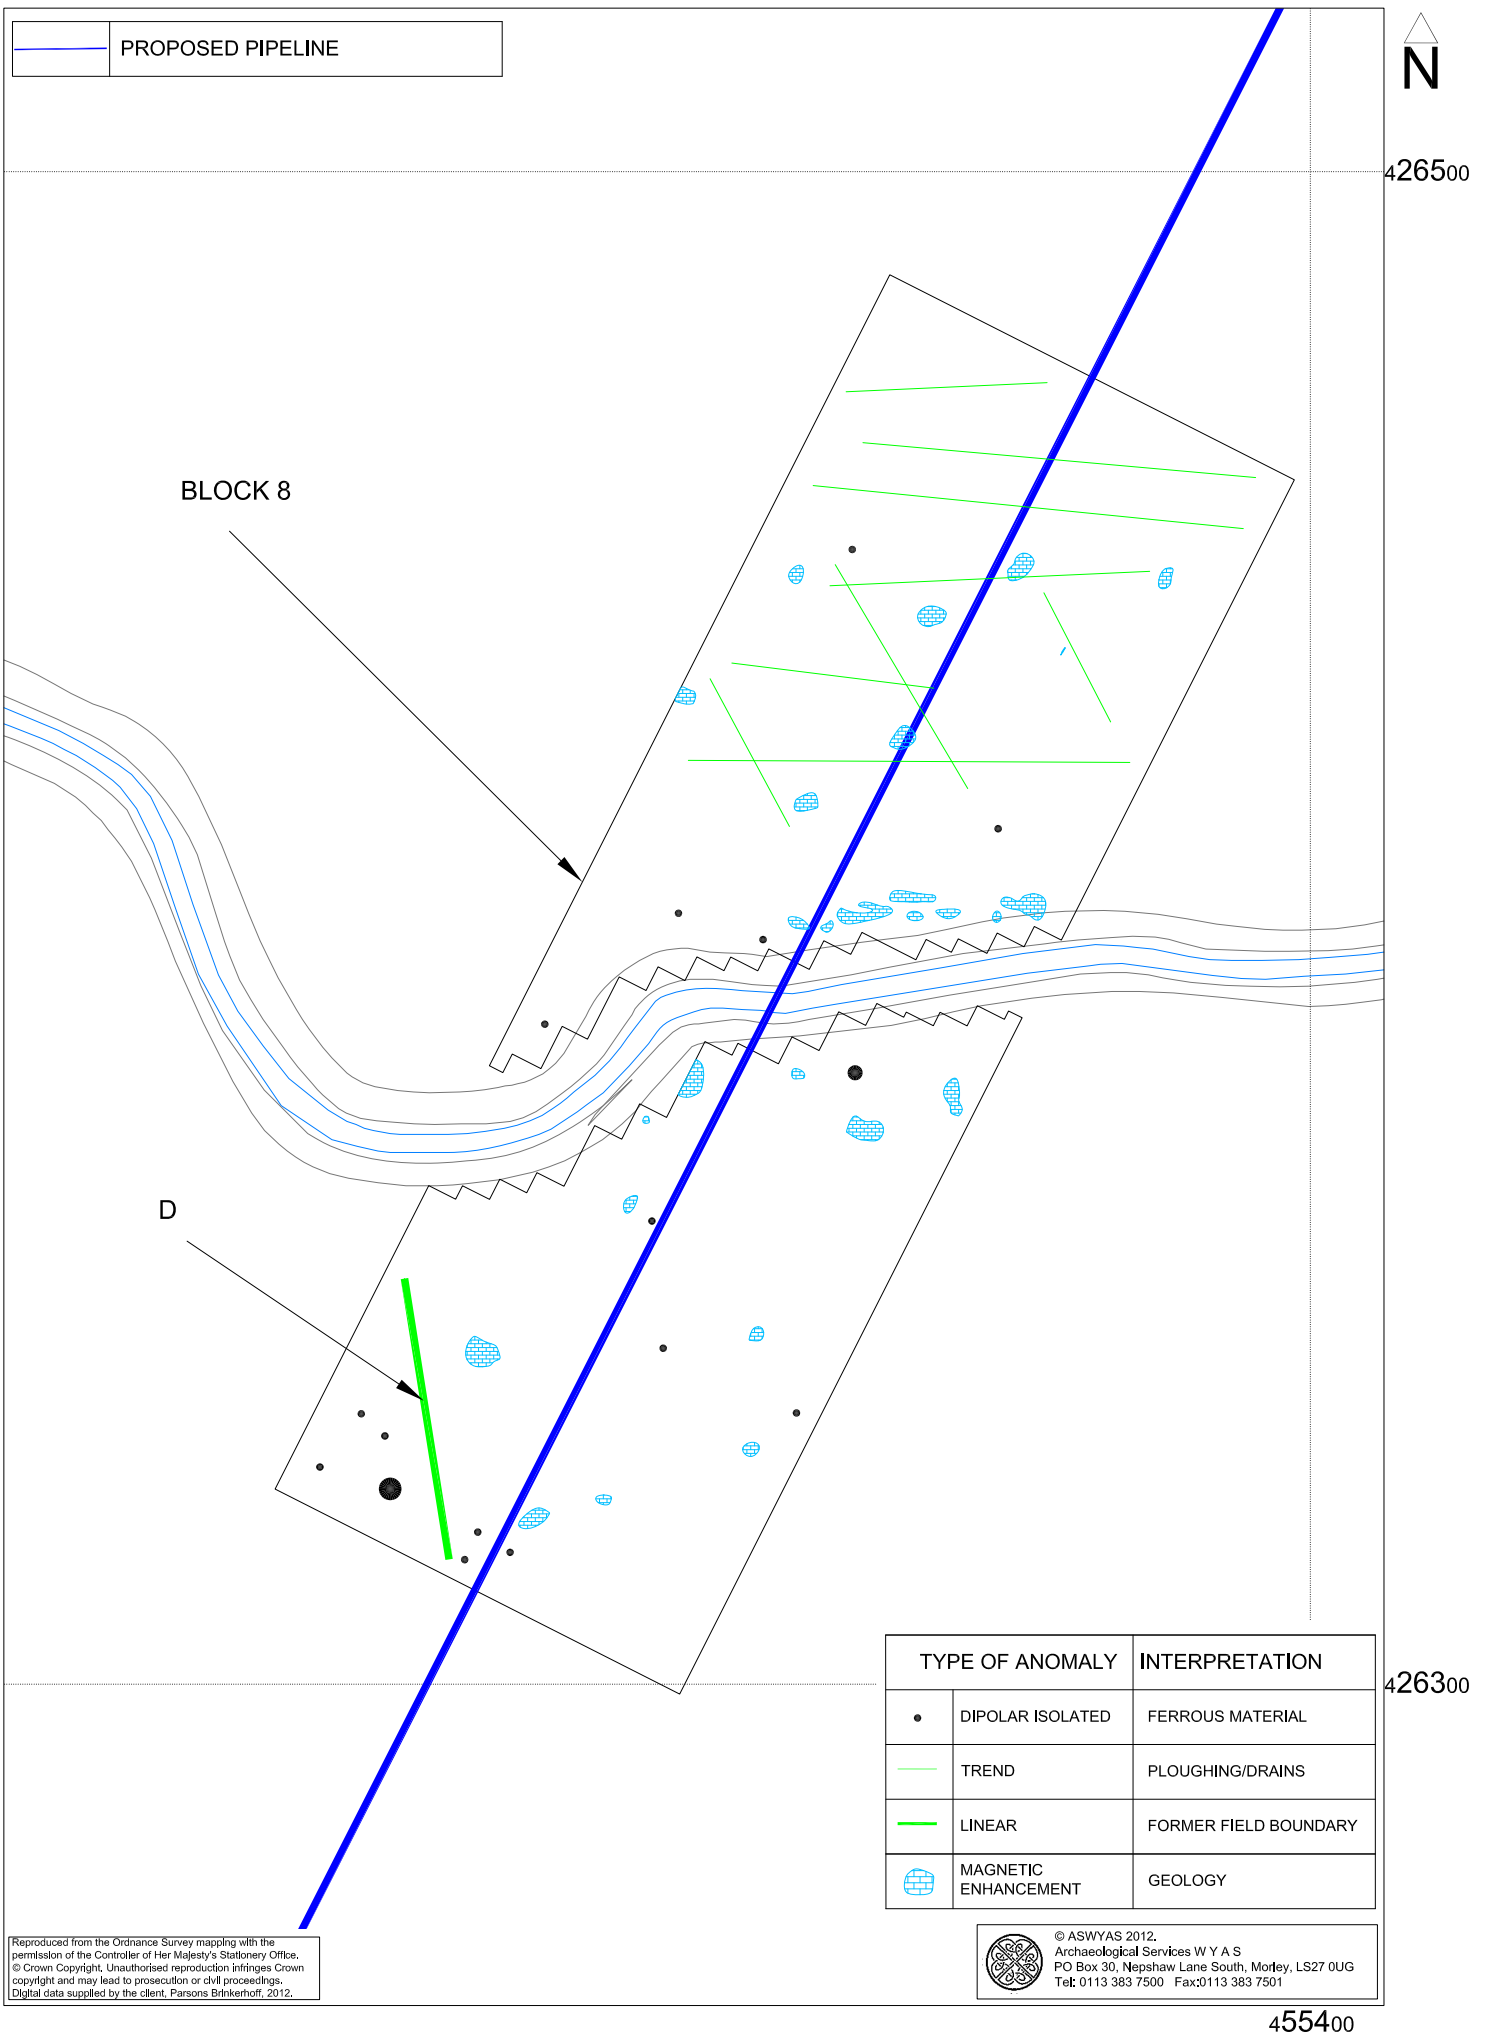 PROPOSED PIPELINE
N
426500
BLOCK 8
D
426300
TYPE OF ANOMALY INTERPRETATION
DIPOLAR ISOLATED FERROUS MATERIAL
TREND PLOUGHING/DRAINS
LINEAR FORMER FIELD BOUNDARY
MAGNETIC
ENHANCEMENT
GEOLOGY
Reproduced from the Ordnance Survey mapping with the
permission of the Controller of Her Majesty's Stationery Office.
© Crown Copyright. Unauthorised reproduction infringes Crown
copyright and may lead to prosecution or civil proceedings.
Digital data supplied by the client, Parsons Brinkerhoff, 2012.
© ASWYAS 2012.
Archaeological Services W Y A S
PO Box 30, Nepshaw Lane South, Morley, LS27 0UG
Tel: 0113 383 7500 Fax:0113 383 7501
455400